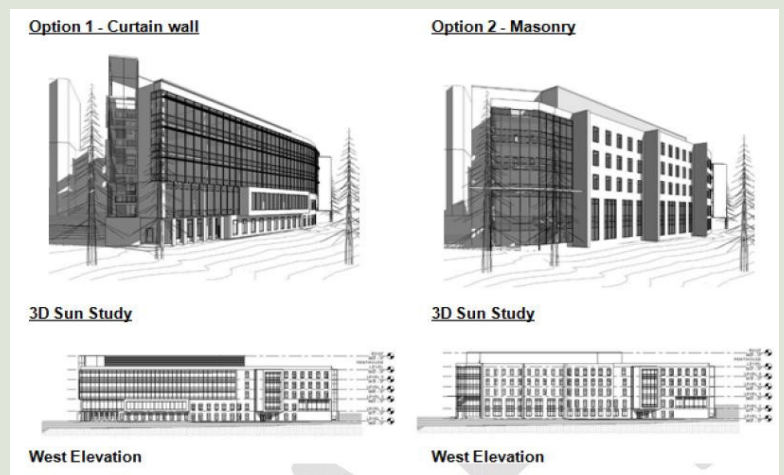 Option 1 - Curtain wall
Option 2 - Masonry
3D Sun Study
3D Sun Study
West Elevation
West Elevation